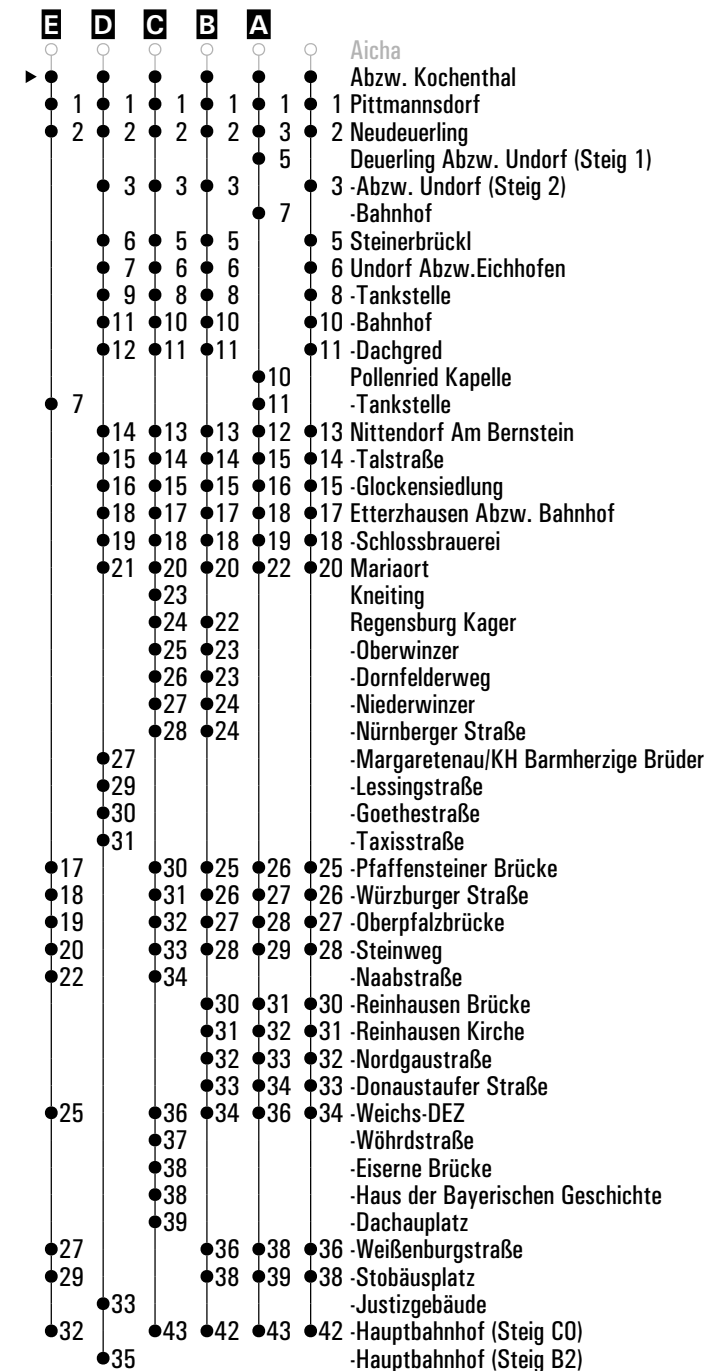 E D C B A
Aicha
Abzw. Kochenthal
1 1 1 1 1 1 Pittmannsdorf
2 2 2 2 3 2 Neudeuerling
5 Deuerling Abzw. Undorf (Steig 1)
3 3 3 3 -Abzw. Undorf (Steig 2)
7 -Bahnhof
6 5 5 5 Steinerbrückl
7 6 6 6 Undorf Abzw.Eichhofen
9 8 8 8 -Tankstelle
11 10 10 10 -Bahnhof
12 11 11 11 -Dachgred
10 Pollenried Kapelle
7 11 -Tankstelle
14 13 13 12 13 Nittendorf Am Bernstein
15 14 14 15 14 -Talstraße
16 15 15 16 15 -Glockensiedlung
18 17 17 18 17 Etterzhausen Abzw. Bahnhof
19 18 18 19 18 -Schlossbrauerei
21 20 20 22 20 Mariaort
23 Kneiting
24 22 Regensburg Kager
25 23 -Oberwinzer
26 23 -Dornfelderweg
27 24 -Niederwinzer
28 24 -Nürnberger Straße
27 -Margaretenau/KH Barmherzige Brüder
29 -Lessingstraße
30 -Goethestraße
31 -Taxisstraße
17 30 25 26 25 -Pfaffensteiner Brücke
18 31 26 27 26 -Würzburger Straße
19 32 27 28 27 -Oberpfalzbrücke
20 33 28 29 28 -Steinweg
22 34 -Naabstraße
30 31 30 -Reinhausen Brücke
31 32 31 -Reinhausen Kirche
32 33 32 -Nordgaustraße
33 34 33 -Donaustaufer Straße
25 36 34 36 34 -Weichs-DEZ
37 -Wöhrdstraße
38 -Eiserne Brücke
38 -Haus der Bayerischen Geschichte
39 -Dachauplatz
27 36 38 36 -Weißenburgstraße
29 38 39 38 -Stobäusplatz
33 -Justizgebäude
32 43 42 43 42 -Hauptbahnhof (Steig C0)
35 -Hauptbahnhof (Steig B2)